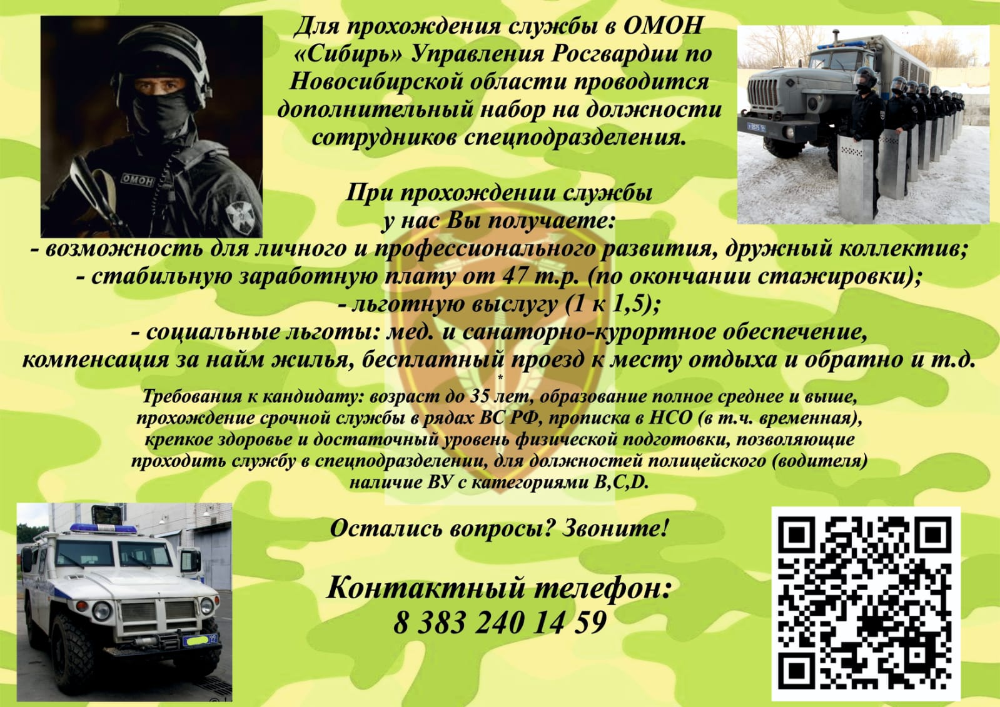 Для прохождения службы в ОМОН
«Сибирь» Управления Росгвардии по
Новосибирской области проводится
дополнительный набор на должности
сотрудников спецподразделения.
ОМОН
При прохождении службы
у нас Вы получаете:
- возможность для личного и профессионального развития, дружный коллектив;
- стабильную заработную плату от 47 т.р. (по окончании стажировки);
- льготную выслугу (1 к 1,5);
- социальные льготы: мед. и санаторно-курортное обеспечение,
компенсация за найм жилья, бесплатный проезд к месту отдыха и обратно и т.д.
*
Требования к кандидату: возраст до 35 лет, образование полное среднее и выше,
прохождение срочной службы в рядах ВС РФ, прописка в НСО (в т.ч. временная),
крепкое здоровье и достаточный уровень физической подготовки, позволяющие
проходить службу в спецподразделении, для должностей полицейского (водителя)
наличие ВУ с категориями B,C,D.
Остались вопросы? Звоните!
Контактный телефон:
8 383 240 14 59
99